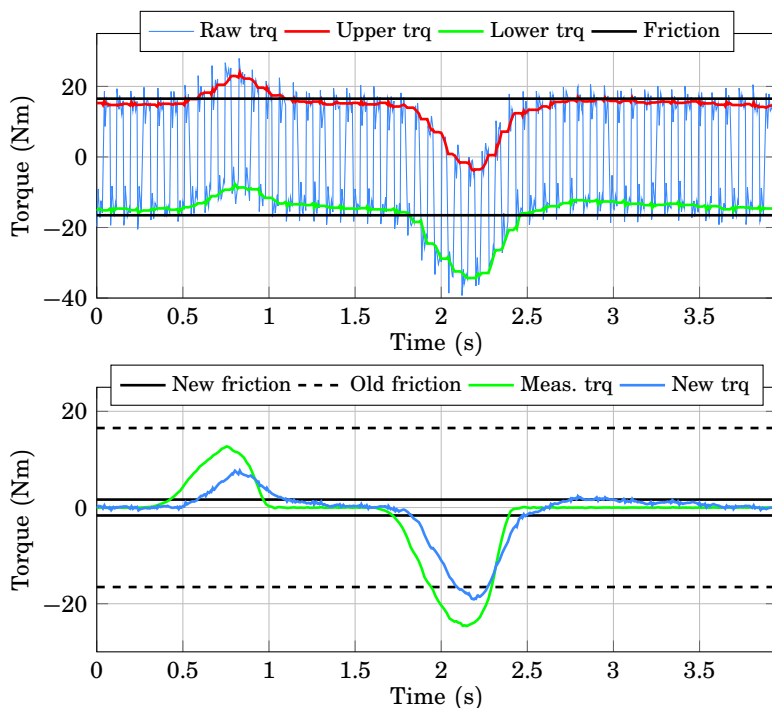 Raw trq Upper trq Lower trq Friction
20
0
−20
−40
Torque (Nm)
0 0.5 1 1.5 2 2.5 3 3.5
Time (s)
New friction Old friction Meas. trq New trq
20
0
−20
Torque (Nm)
0 0.5 1 1.5 2 2.5 3 3.5
Time (s)